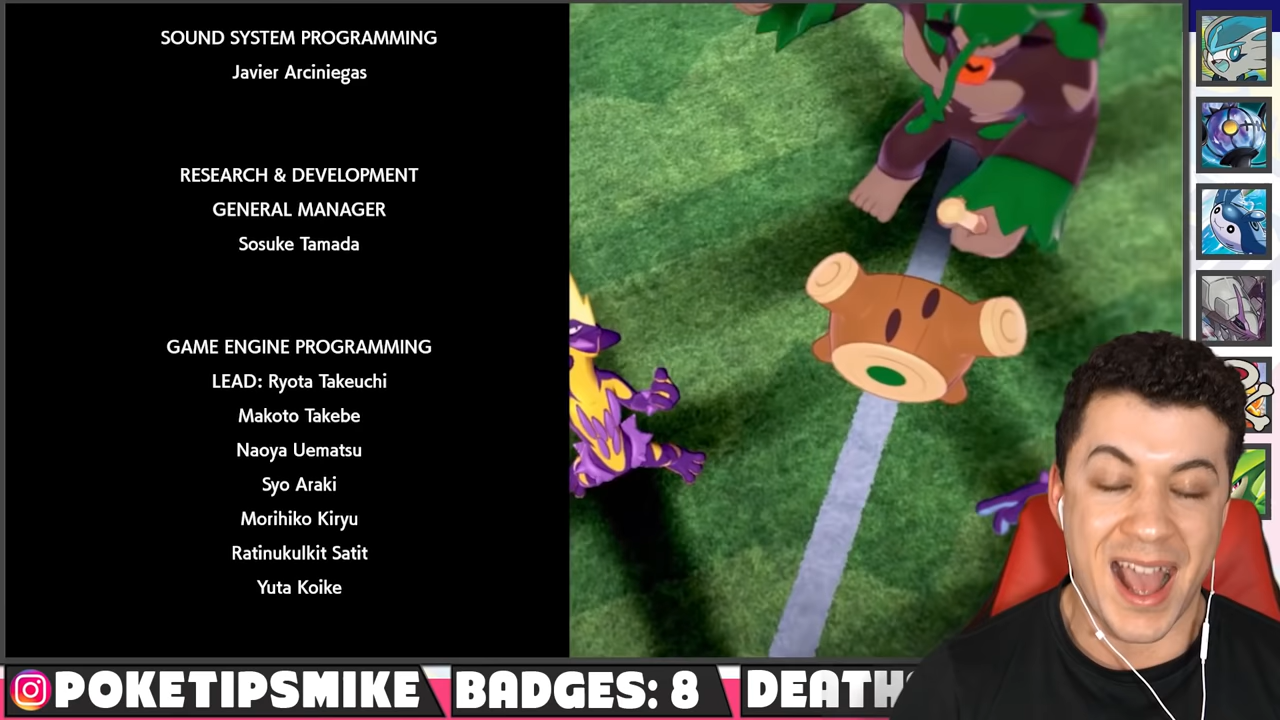 SOUND SYSTEM PROGRAMMING
Javier Arciniegas
RESEARCH & DEVELOPMENT
GENERAL MANAGER
Sosuke Tamada
GAME ENGINE PROGRAMMING
LEAD: Ryota Takeuchi
Makoto Takebe
Naoya Uematsu
Syo Araki
Morihiko Kiryu
Ratinukulkit Satit
Yuta Koike
POKETIPSMIKE
BADGES: 8
DEATH